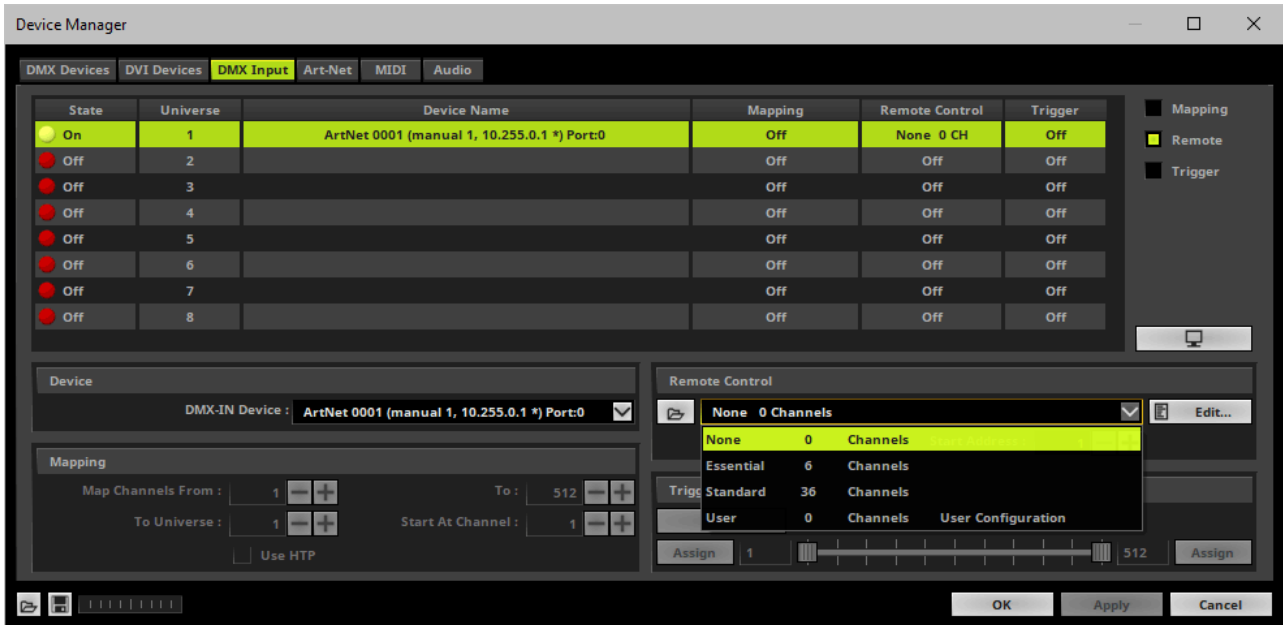 Device Manager
DMX Devices DVI Devices DMX Input Art-Net MIDI Audio
State Universe Device Name Mapping Remote Control Trigger
On 1 ArtNet 0001 (manual 1, 10.255.0.1 *) Port:0 Off None 0 CH Off
Off 2 Off Off Off
Off 3 Off Off Off
Off 4 Off Off Off
Off 5 Off Off Off
Off 6 Off Off Off
Off 7 Off Off Off
Off 8 Off Off Off
Mapping
Remote
Trigger
Device
DMX-IN Device : ArtNet 0001 (manual 1, 10.255.0.1 *) Port:0
Mapping
Map Channels From : 1 To : 512
To Universe : 1 Start At Channel : 1
Use HTP
Remote Control
None 0 Channels Edit...
None 0 Channels Start Address 1
Essential 6 Channels
Standard 36 Channels
User 0 Channels User Configuration
Trigg
Assign 1 512 Assign
OK Apply Cancel